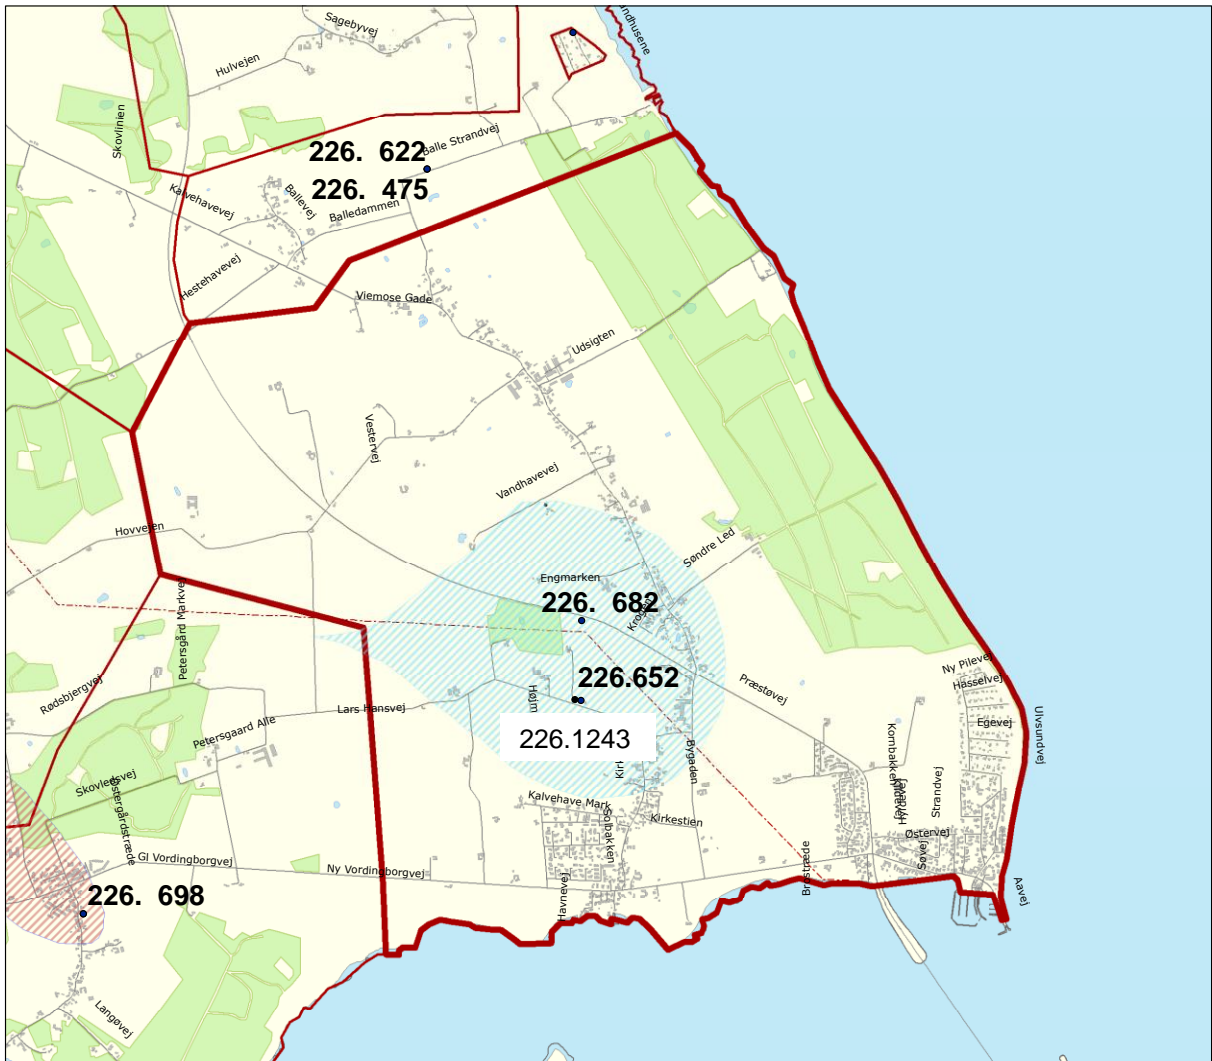 Sagebyvej
Hulvejen
Skovlinien
226. 622
Balle Strandvej
226. 475
Kalvehavevej
Ballevej
Balledammen
Hestehavevej
Viemose Gade
Udsigten
Vestervej
Vandhavevej
Hovvejen
Søndre Led
Engmarken
226. 682
Petersgård Markvej
226.652
Præstøvej
Ny Pilevej
Hasselvej
Rødsbjergvej
Lars Hansvej
Egevej
Ulvsundvej
Petersgaard Alle
226.1243
Bygaden
Kornbakken
Strandvej
Skovledsvej
Østergårdstræde
Kalvehave Mark
Solbakken
Kirkestien
Østervej
Søvej
Gl Vordingborgvej
Ny Vordingborgvej
Brostræde
Havnevej
Aavej
226. 698
Langøvej